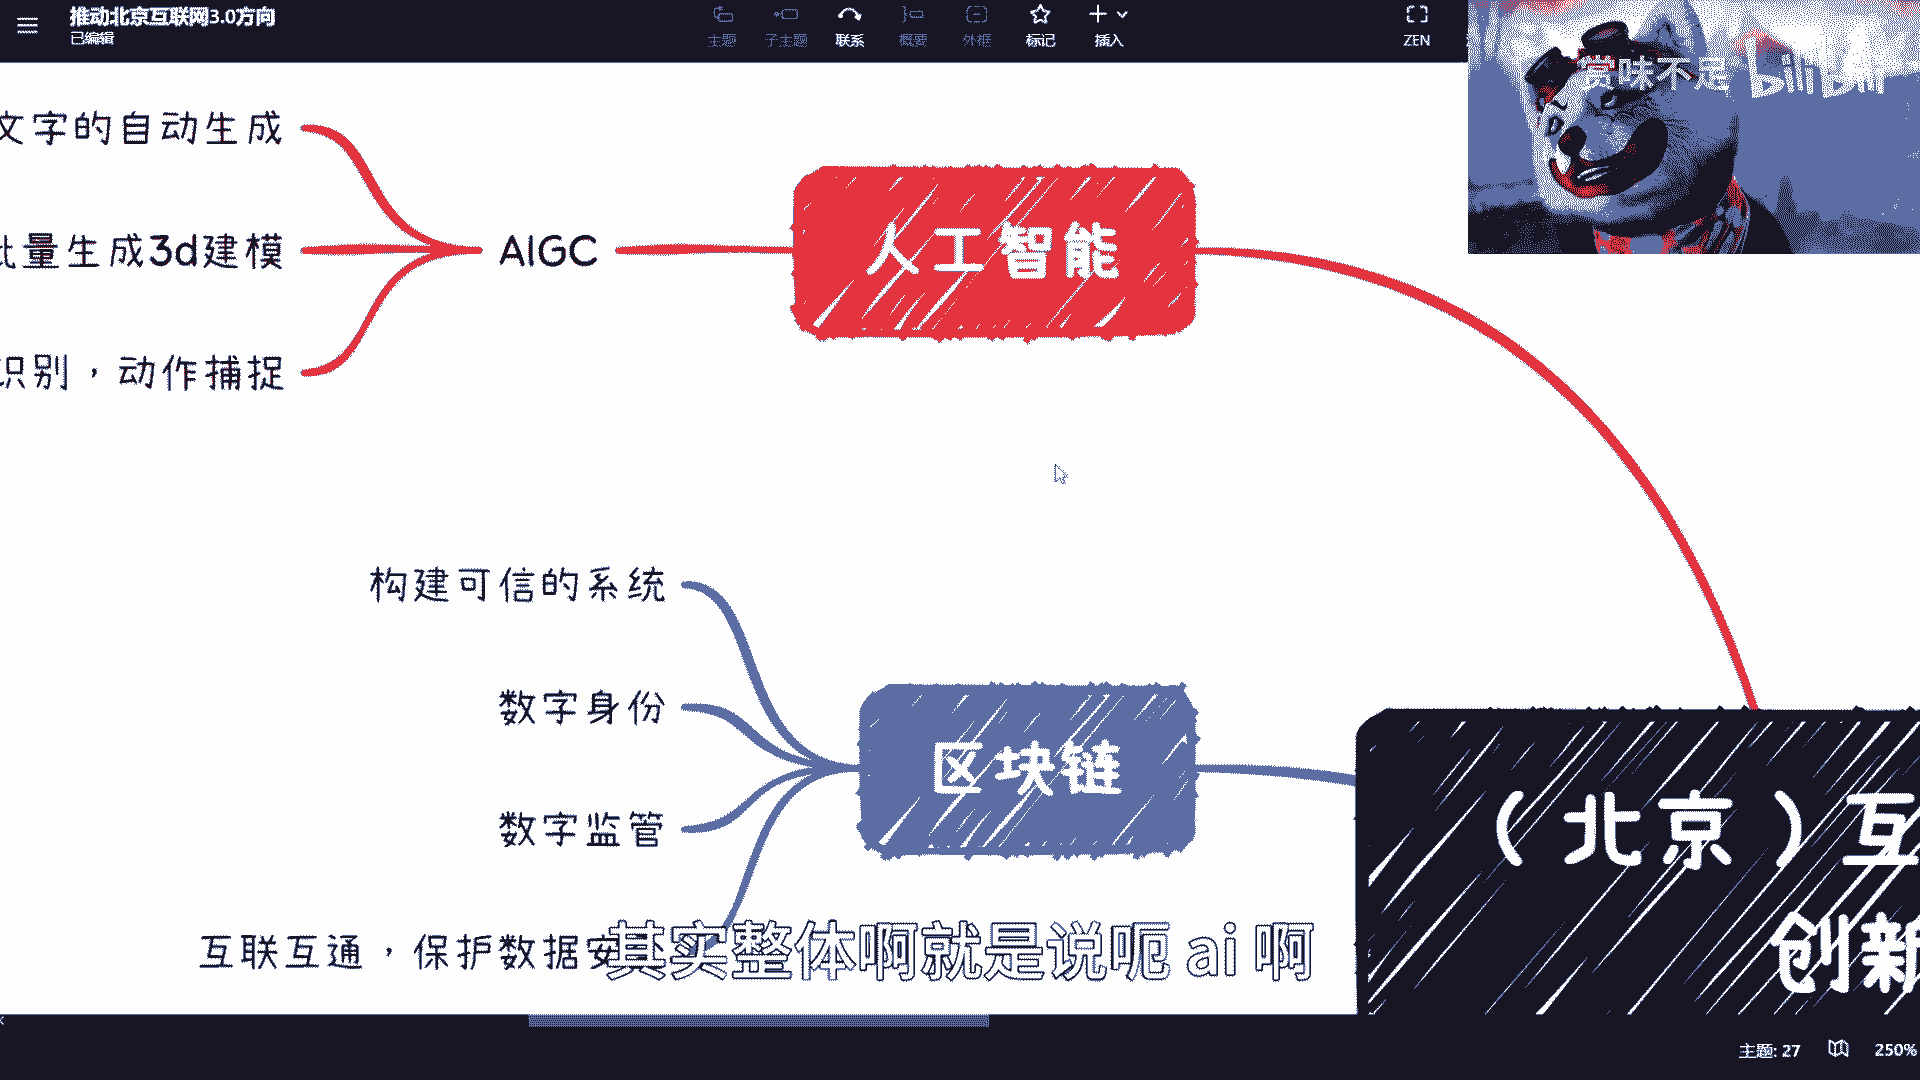 推动北京互联网3.0方向
已编辑
主题
子主题
联系
概要
外框
标记
插入
ZEN
赏味不足 bilibili
文字的自动生成
批量生成3d建模
识别，动作捕捉
AIGC
人工智能
构建可信的系统
数字身份
数字监管
互联互通，保护数据安
区块链
（北京）互
创新
其实整体啊就是说呃 ai 啊
主题: 27
250%